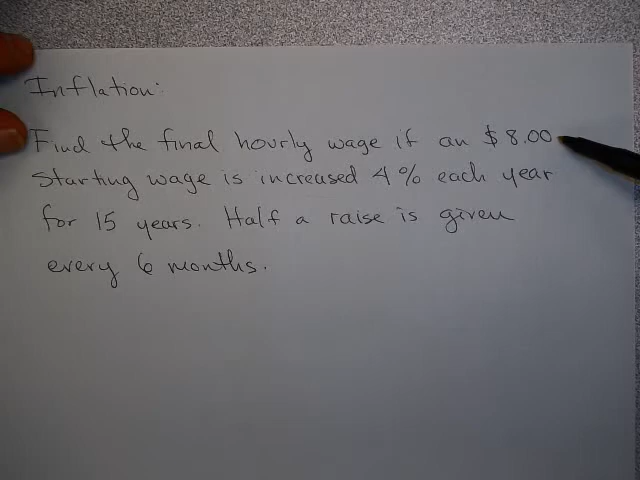 Inflation:
Find the final hourly wage if an $8.00
starting wage is increased 4% each year
for 15 years. Half a raise is given
every 6 months.